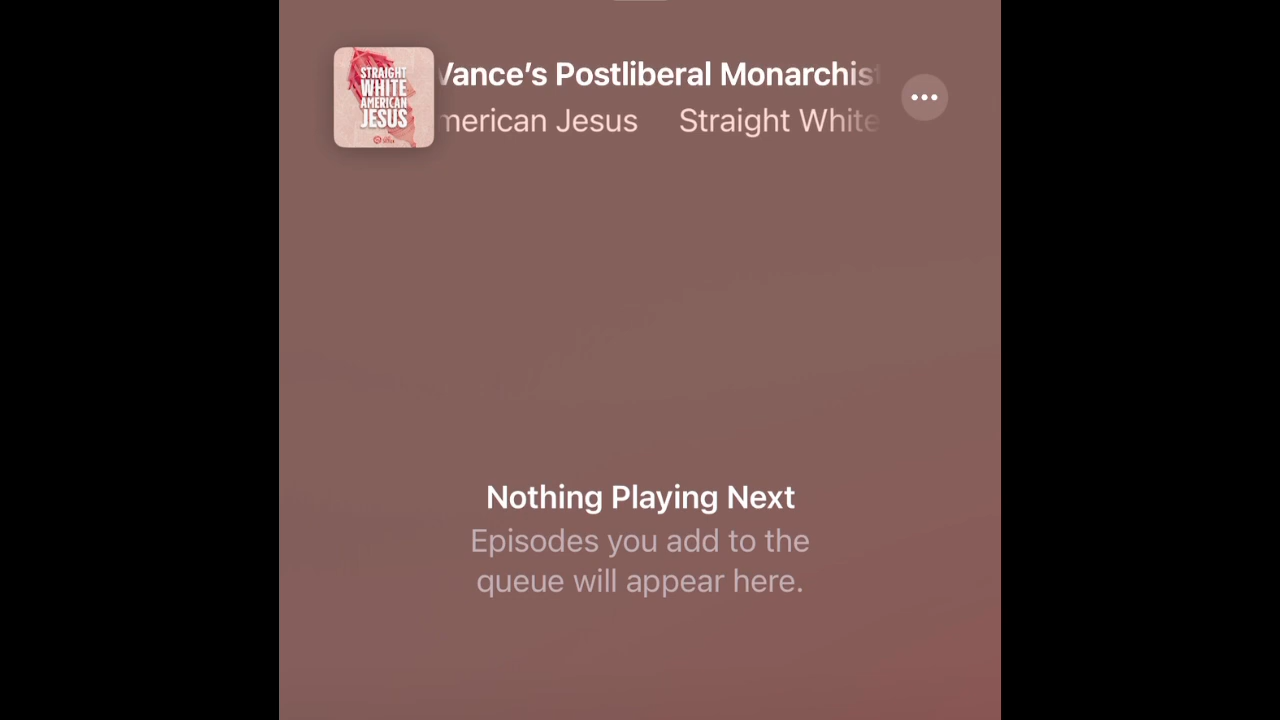 STRAIGHT
WHITE
AMERICAN
JESUS
Vance’s Postliberal Monarchist
merican Jesus Straight White
Nothing Playing Next
Episodes you add to the
queue will appear here.